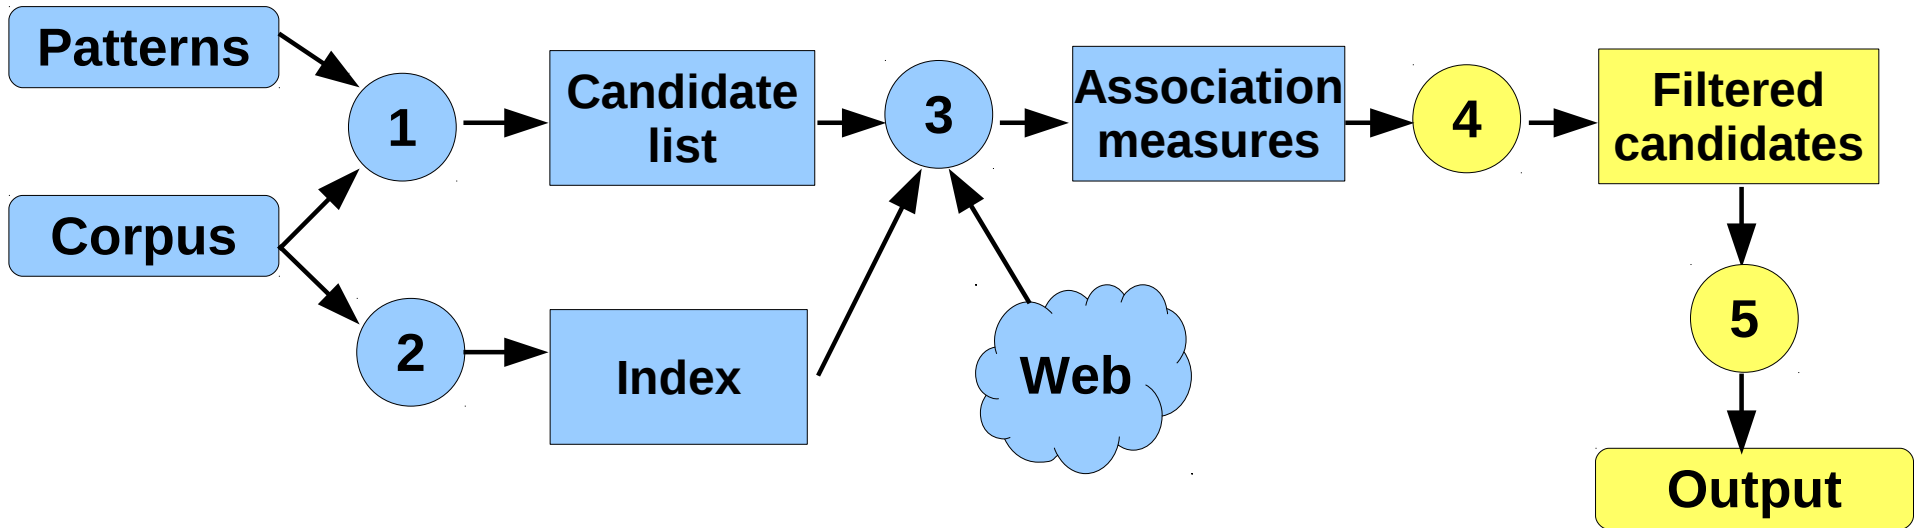 Patterns
Corpus
1
2
Candidate
list
Index
3
Web
Association
measures
4
Filtered
candidates
5
Output